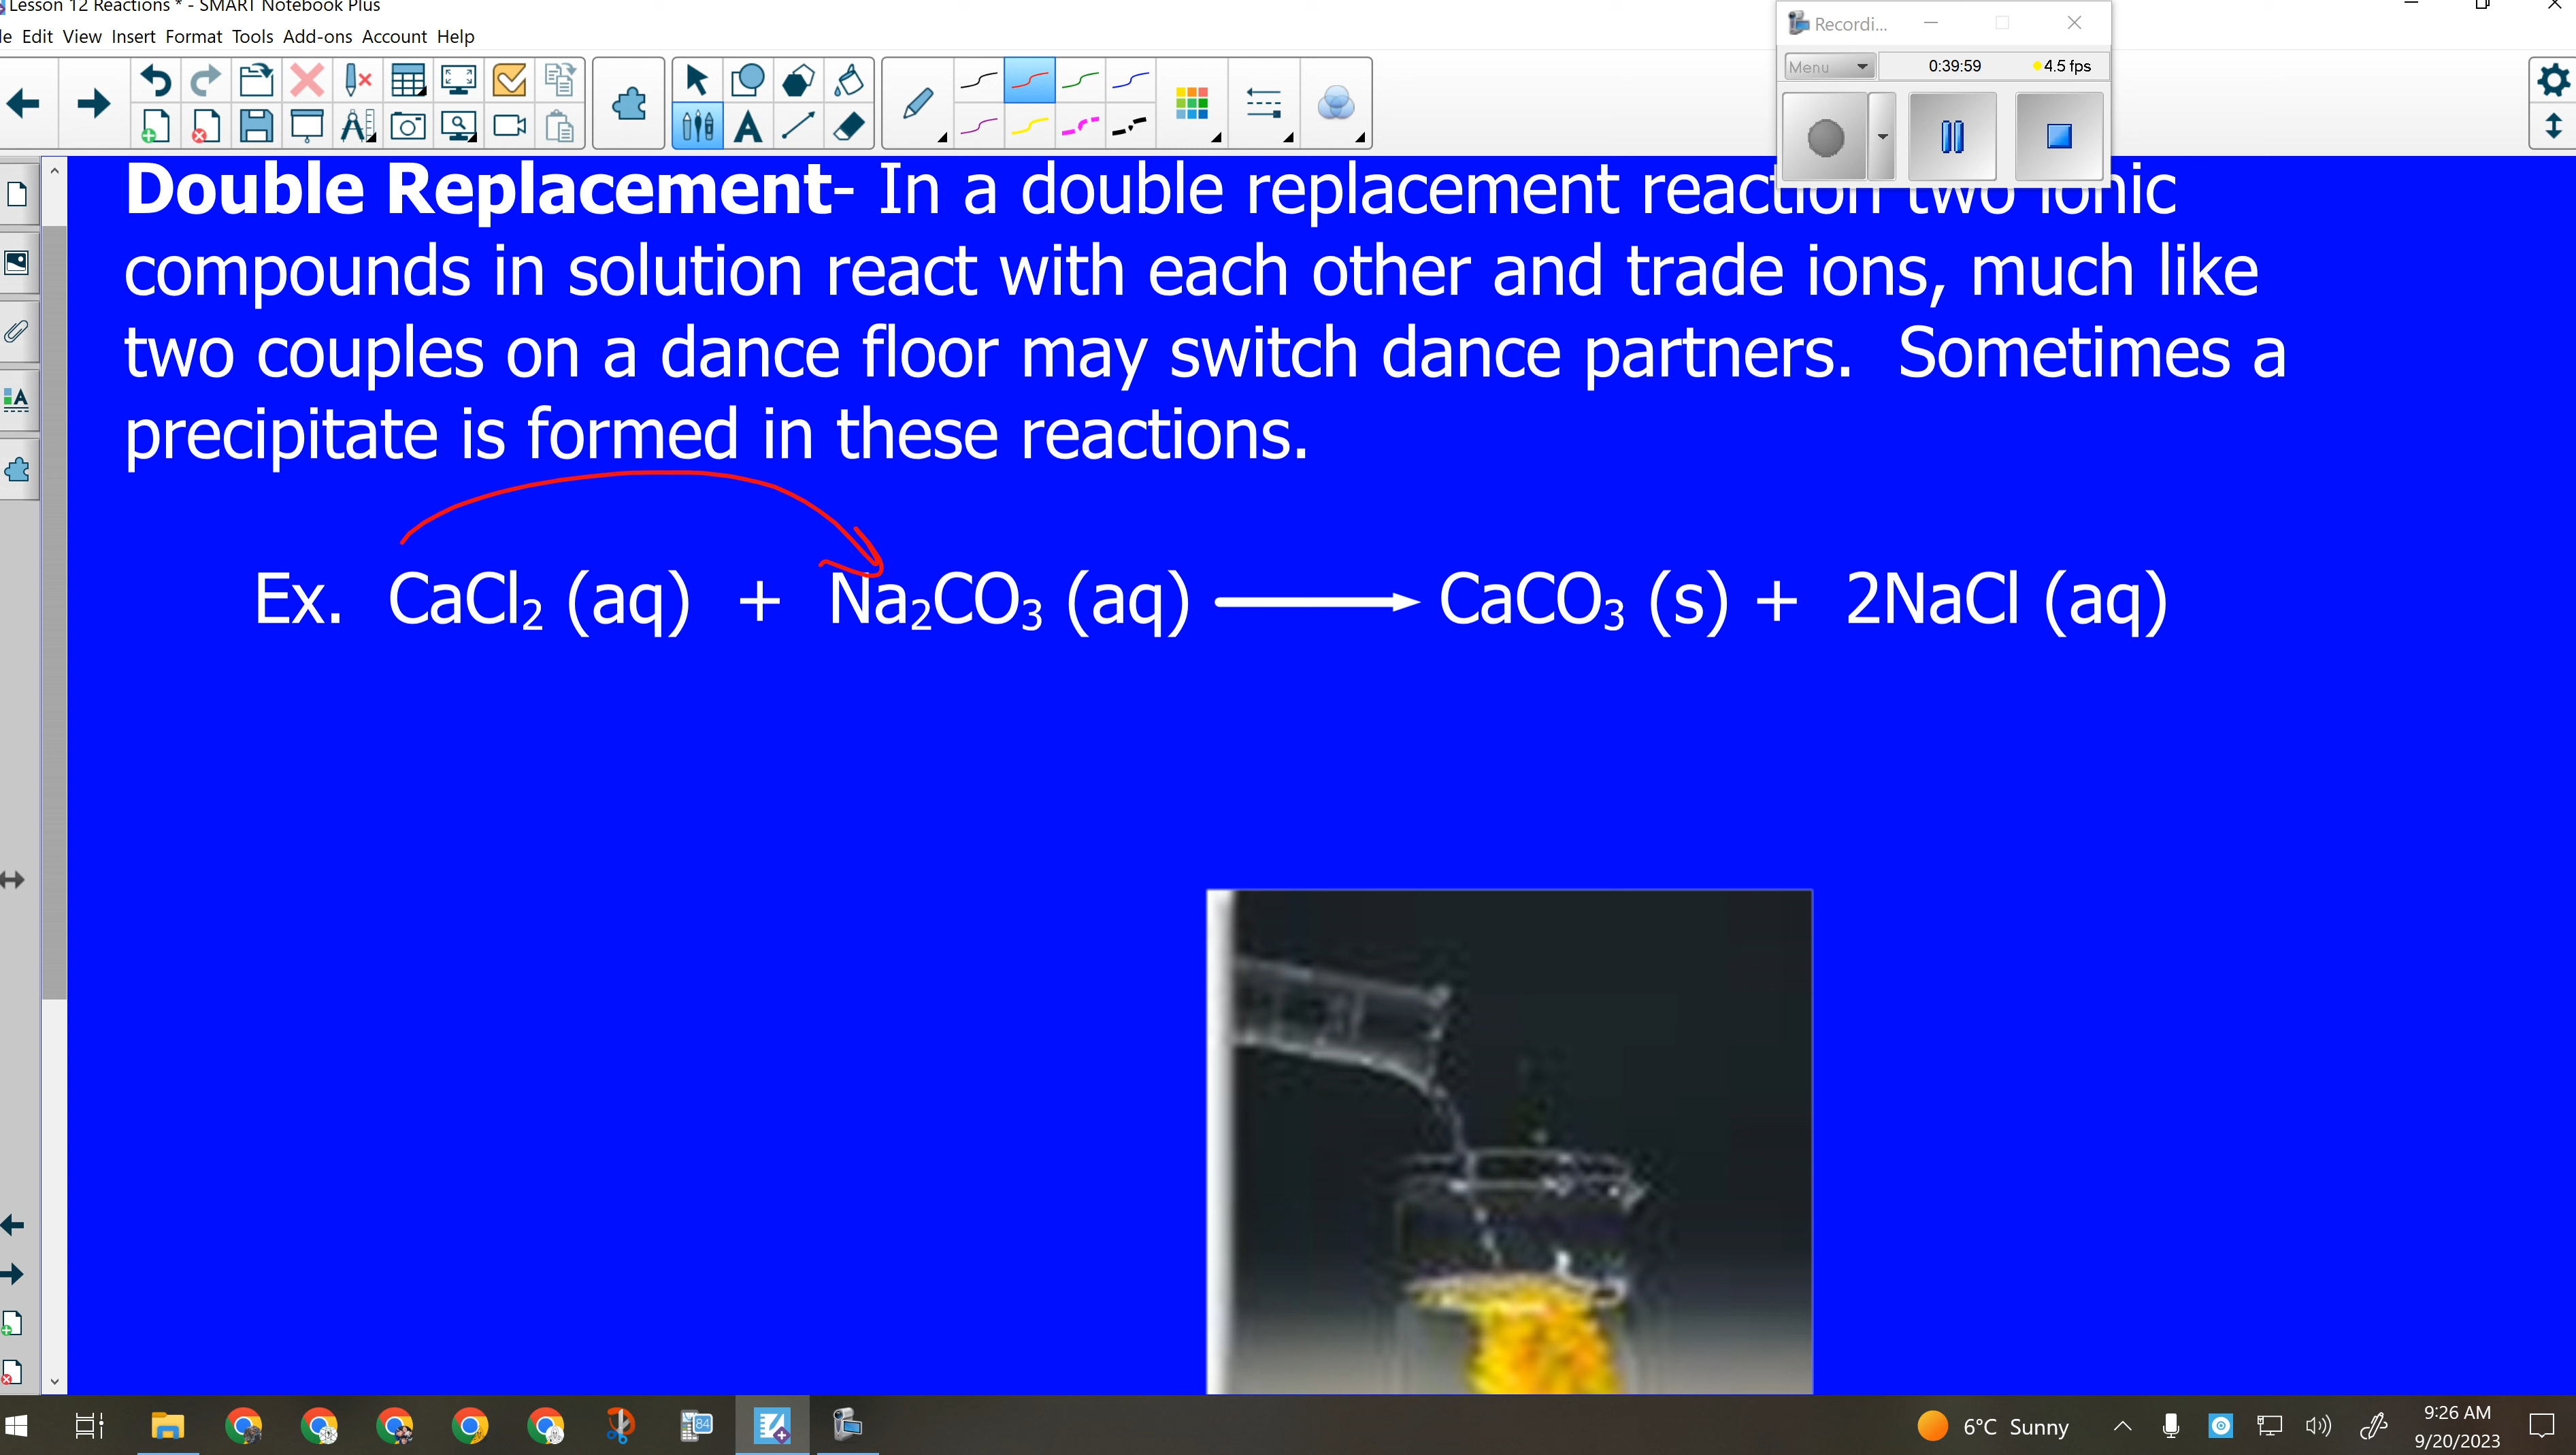 Lesson 12 Reactions * - SMART Notebook Plus
le Edit View Insert Format Tools Add-ons Account Help
Recordi...
Menu
0:39:59
4.5 fps
A
A
Double Replacement- In a double replacement reaction two ionic
compounds in solution react with each other and trade ions, much like
two couples on a dance floor may switch dance partners. Sometimes a
precipitate is formed in these reactions.
Ex. CaCl₂ (aq) + Na₂CO₃ (aq) ⟶ CaCO₃ (s) + 2NaCl (aq)
84
6°C Sunny
9:26 AM
9/20/2023